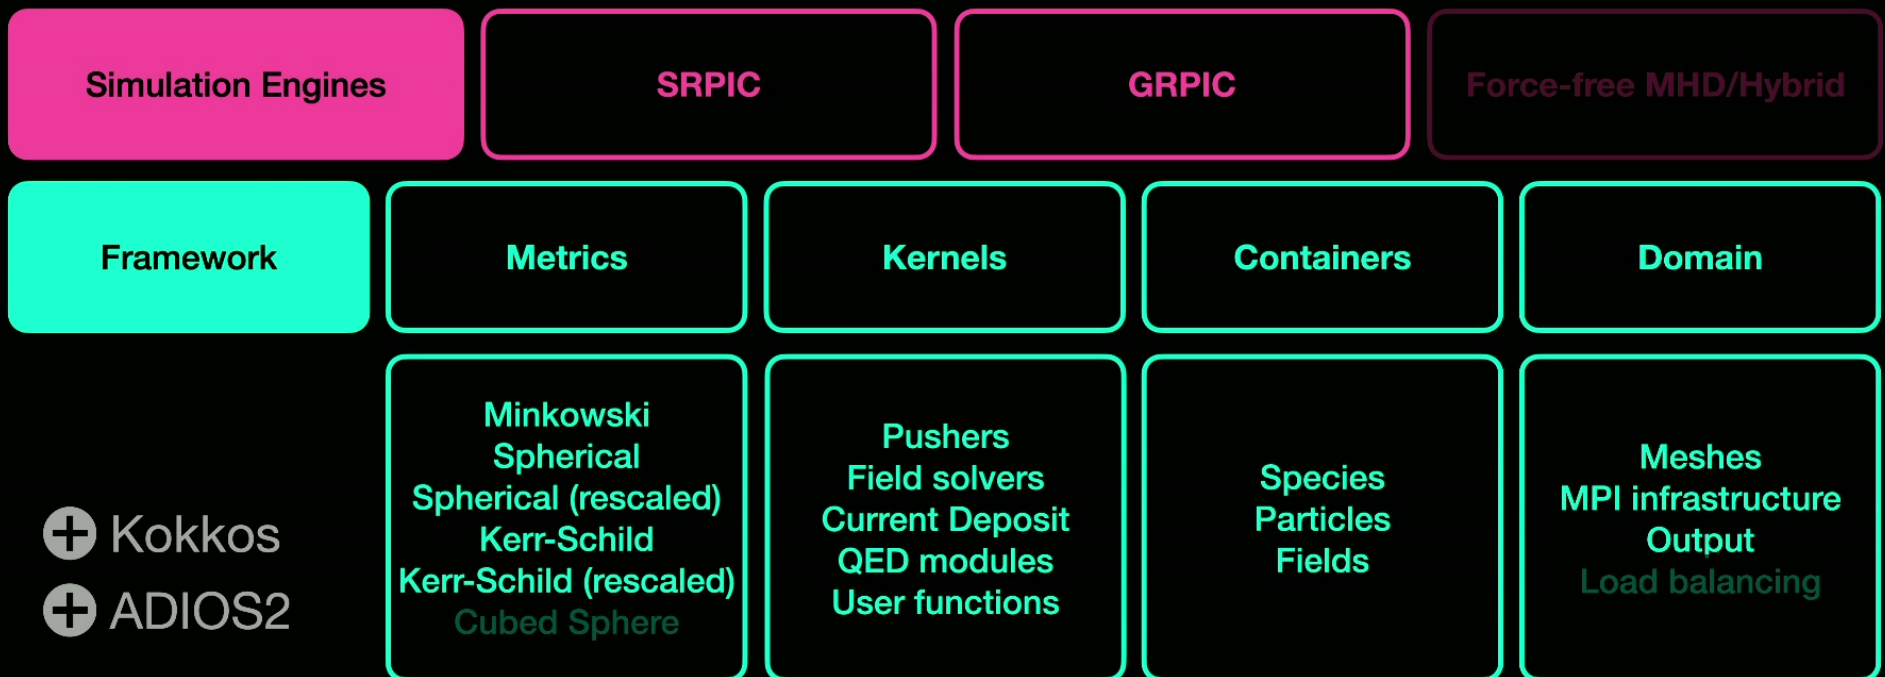 Simulation Engines
SRPIC
GRPIC
Force-free MHD/Hybrid
Framework
Metrics
Kernels
Containers
Domain
Minkowski
Spherical
Spherical (rescaled)
Kerr-Schild
Kerr-Schild (rescaled)
Cubed Sphere
Pushers
Field solvers
Current Deposit
QED modules
User functions
Species
Particles
Fields
Meshes
MPI infrastructure
Output
Load balancing
Kokkos
ADIOS2